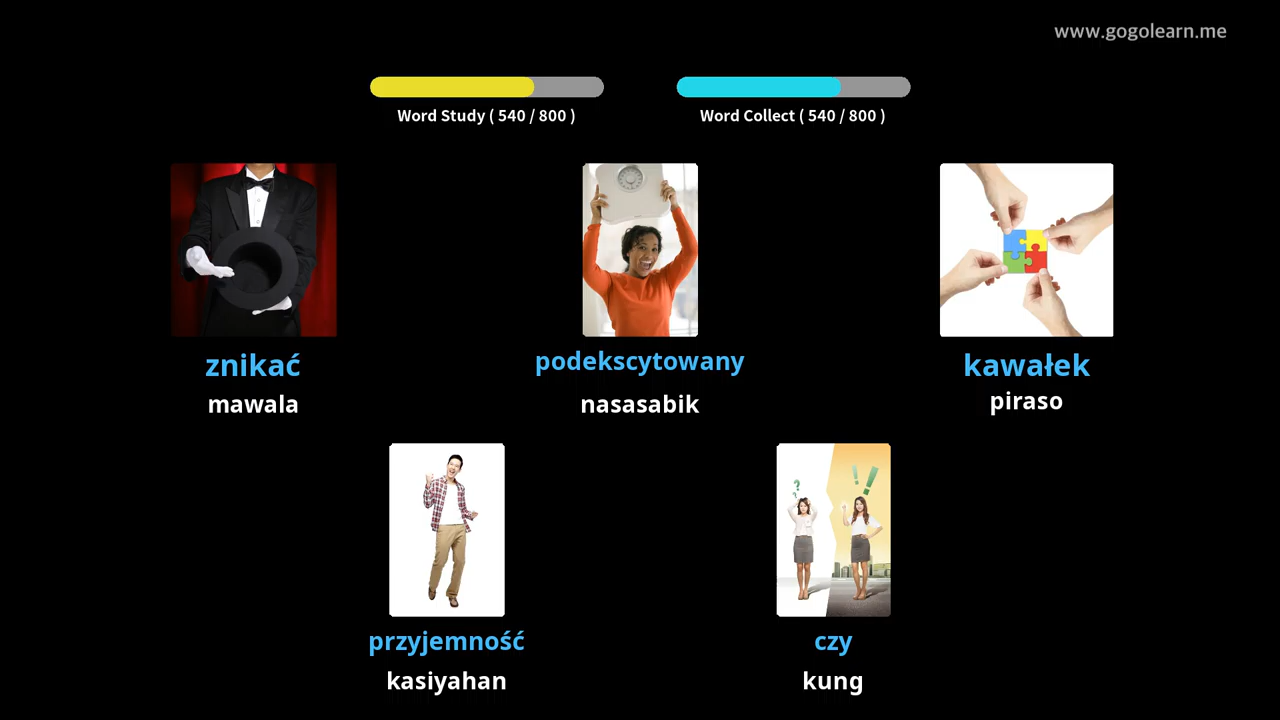 www.gogolearn.me
Word Study ( 540 / 800 )
Word Collect ( 540 / 800 )
znikać
mawala
podekscytowany
nasasabik
kawałek
piraso
przyjemność
kasiyahan
czy
kung